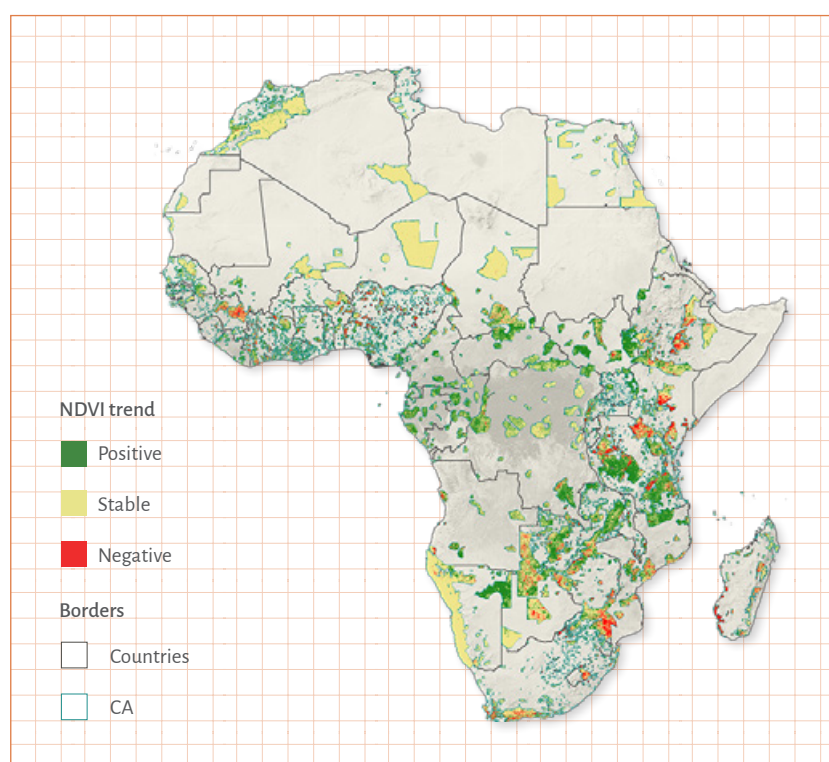 NDVI trend
Positive
Stable
Negative
Borders
Countries
CA